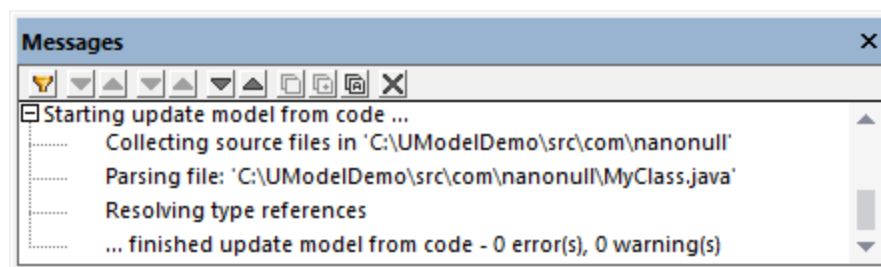 Messages
Starting update model from code ...
Collecting source files in 'C:\UModelDemo\src\com\nanonull'
Parsing file: 'C:\UModelDemo\src\com\nanonull\MyClass.java'
Resolving type references
... finished update model from code - 0 error(s), 0 warning(s)